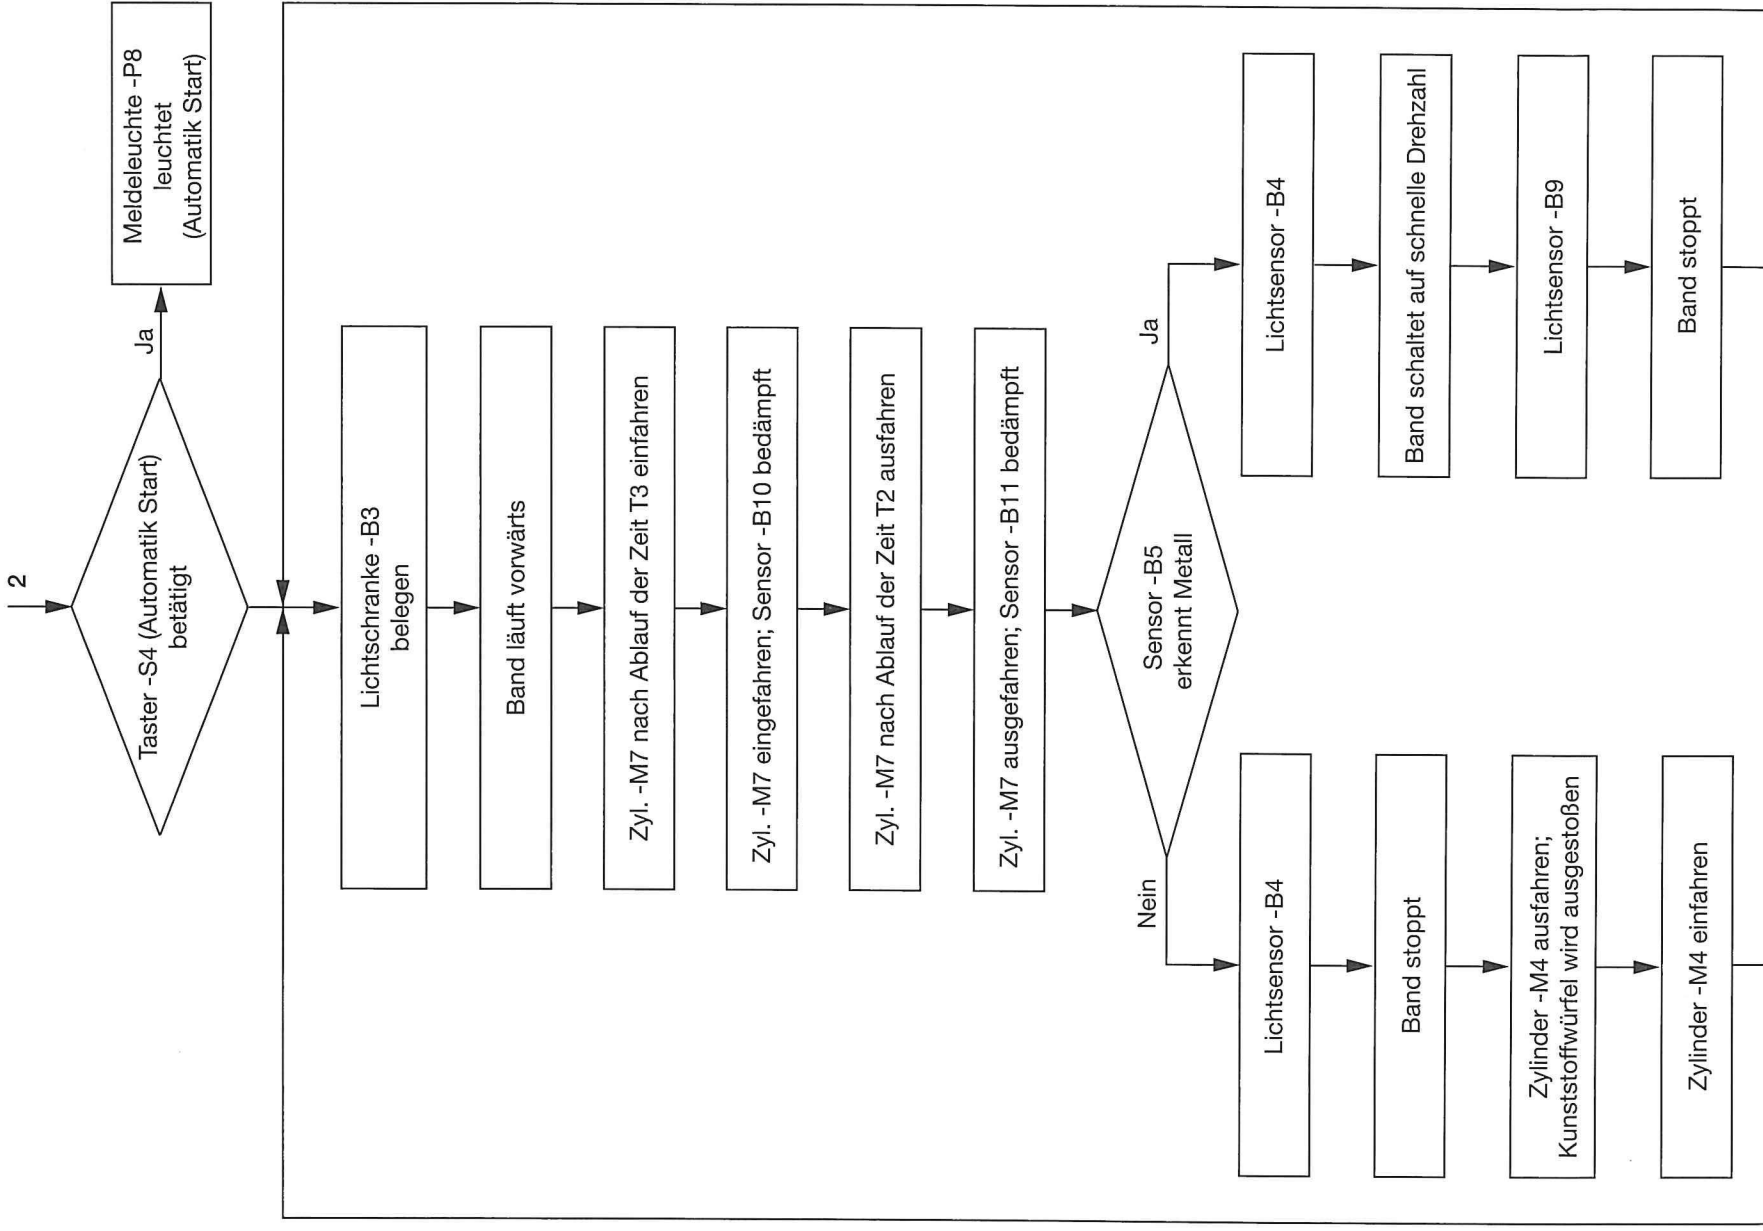 2
Taster -S4 (Automatik Start)
betätigt
Ja
Meldeleuchte -P8
leuchtet
(Automatik Start)
Lichtschranke -B3
belegen
Band läuft vorwärts
Zyl. -M7 nach Ablauf der Zeit T3 einfahren
Zyl. -M7 eingefahren; Sensor -B10 bedämpft
Zyl. -M7 nach Ablauf der Zeit T2 ausfahren
Zyl. -M7 ausgefahren; Sensor -B11 bedämpft
Sensor -B5
erkennt Metall
Nein
Lichtsensor -B4
Band stoppt
Zylinder -M4 ausfahren;
Kunststoffwürfel wird ausgestoßen
Zylinder -M4 einfahren
Ja
Lichtsensor -B4
Band schaltet auf schnelle Drehzahl
Lichtsensor -B9
Band stoppt